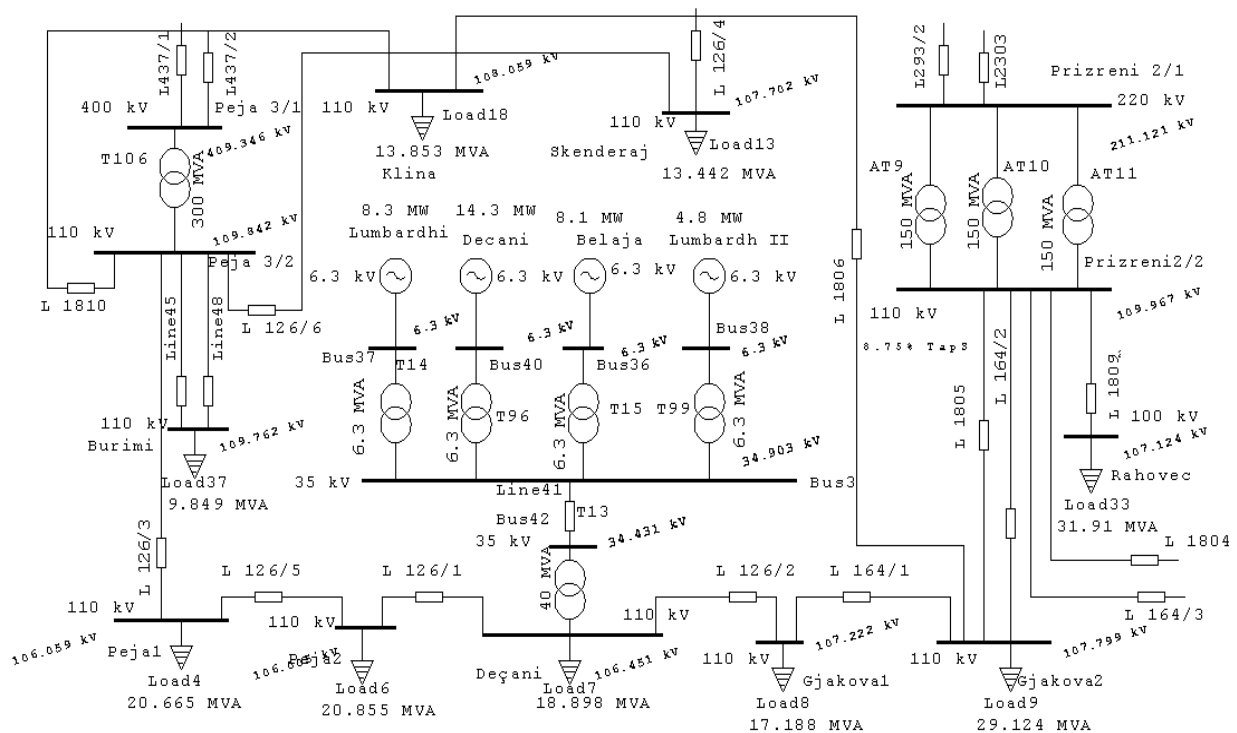 L437/1
L437/2
400 kV
Peja 3/1
409.346 kV
T106
300 MVA
110 kV
109.842 kV
Peja 3/2
L 1810
Line45
Line48
L 126/6
110 kV
Burimi
109.762 kV
Load37
9.849 MVA
L 126/3
108.059 kV
110 kV
Load18
13.853 MVA
Klina
L 126/4
107.702 kV
110 kV
Skenderaj
Load13
13.442 MVA
8.3 MW
Lumbardhi
14.3 MW
Decani
8.1 MW
Belaja
4.8 MW
Lumbardh II
6.3 kV
6.3 kV
6.3 kV
6.3 kV
6.3 kV
6.3 kV
6.3 kV
Bus37
T14
Bus40
Bus36
Bus38
6.3 MVA
6.3 MVA
T96
6.3 MVA
T15
T99
6.3 MVA
34.903 kV
35 kV
Line41
Bus3
Bus42
T13
35 kV
34.431 kV
40 MVA
L 1806
L293/2
L2303
Prizreni 2/1
220 kV
211.121 kV
AT9
AT10
AT11
150 MVA
150 MVA
150 MVA
Prizreni2/2
110 kV
109.967 kV
8.75% TapS
L 1805
L 164/2
L 1809
100 kV
107.124 kV
Rahovec
Load33
31.91 MVA
L 1804
L 164/3
110 kV
106.059 kV
Peja1
Load4
20.665 MVA
L 126/5
110 kV
Peja2
Load6
20.855 MVA
L 126/1
110 kV
Deçani
106.451 kV
Load7
18.898 MVA
L 126/2
L 164/1
110 kV
107.222 kV
Gjakova1
Load8
17.188 MVA
110 kV
107.799 kV
Gjakova2
Load9
29.124 MVA